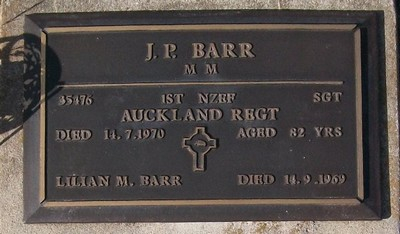 J. P. BARR
M M
35476 1ST NZEF SGT
AUCKLAND REGT
DIED 14.7.1970 AGED 82 YRS
LILIAN M. BARR DIED 14.9.1969